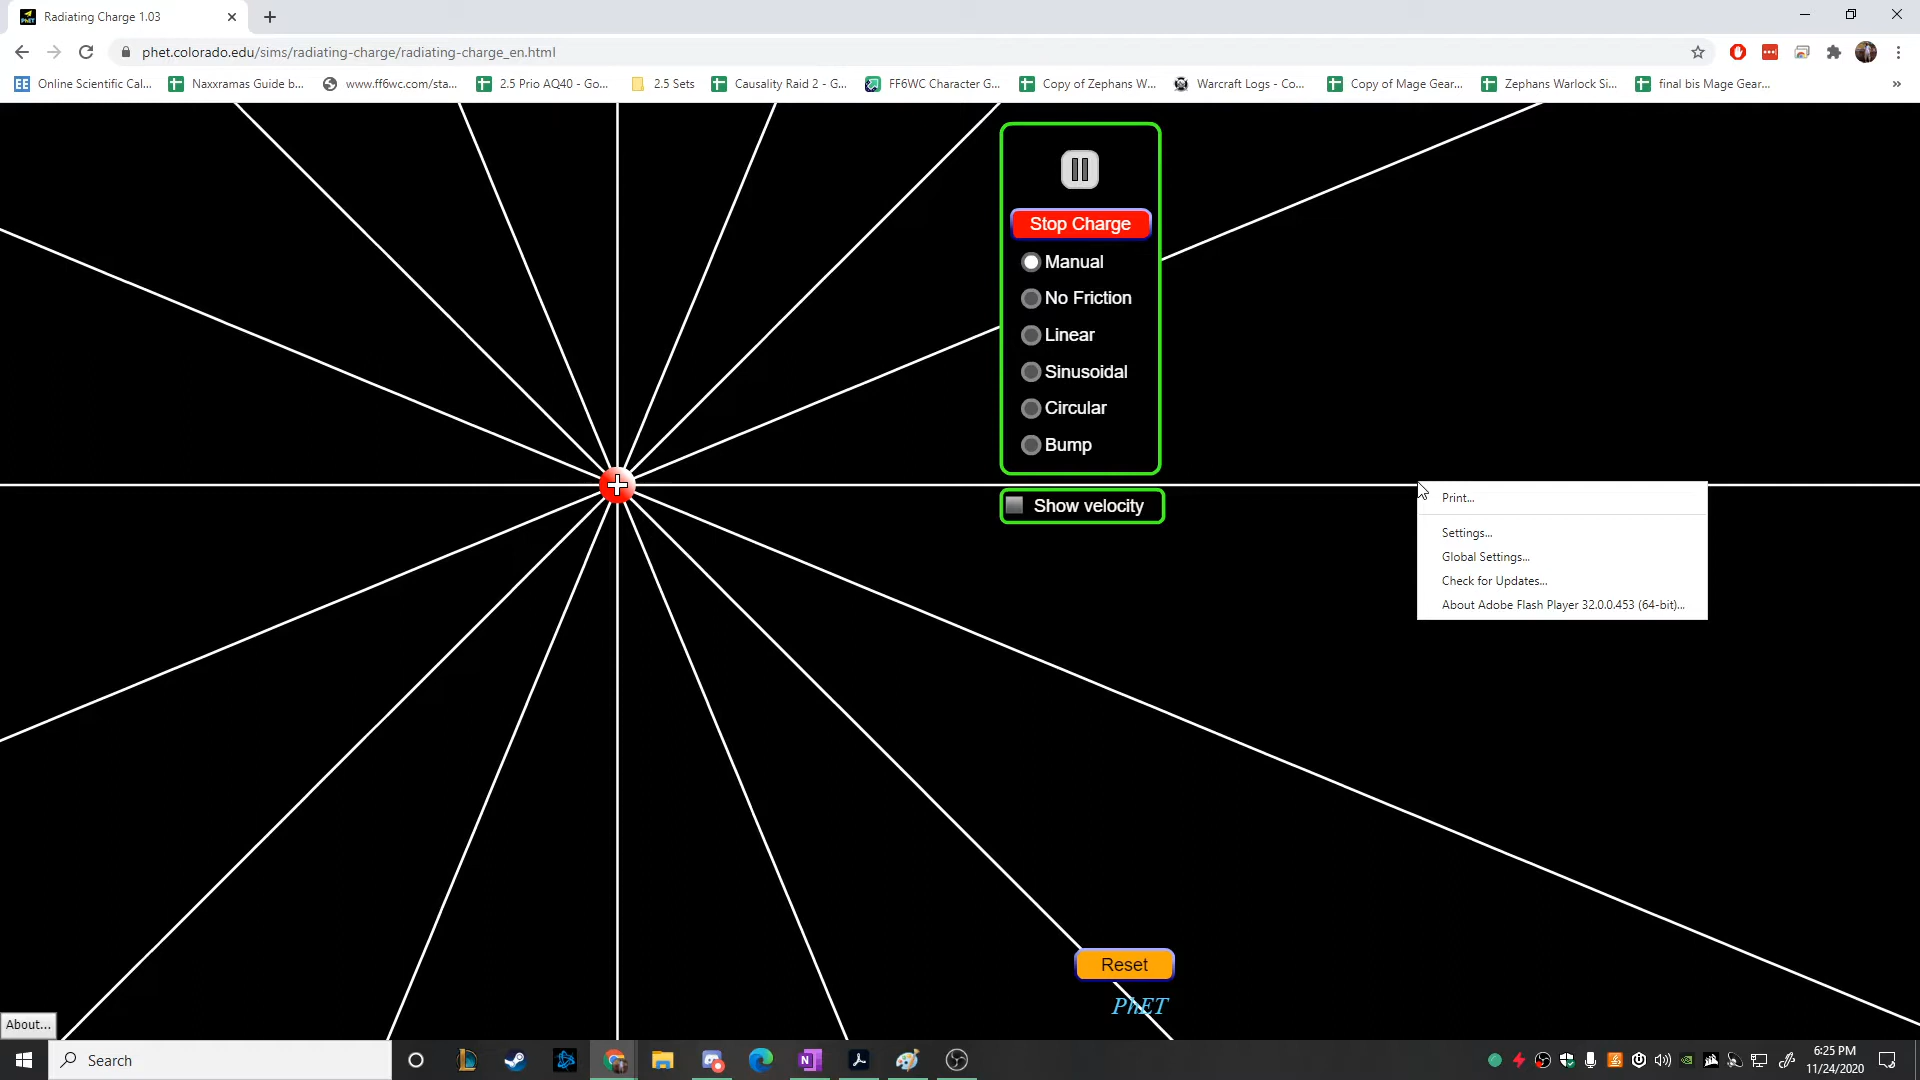 Radiating Charge 1.03
phet.colorado.edu/sims/radiating-charge/radiating-charge_en.html
Online Scientific Cal...
Naxxramas Guide b...
www.ff6wc.com/sta...
2.5 Prio AQ40 - Go...
2.5 Sets
Causality Raid 2 - G...
FF6WC Character G...
Copy of Zephans W...
Warcraft Logs - Co...
Copy of Mage Gear...
Zephans Warlock Si...
final bis Mage Gear...
»
Stop Charge
Manual
No Friction
Linear
Sinusoidal
Circular
Bump
Show velocity
Print...
Settings...
Global Settings...
Check for Updates...
About Adobe Flash Player 32.0.0.453 (64-bit)...
Reset
PhET
About...
Search
6:25 PM
11/24/2020